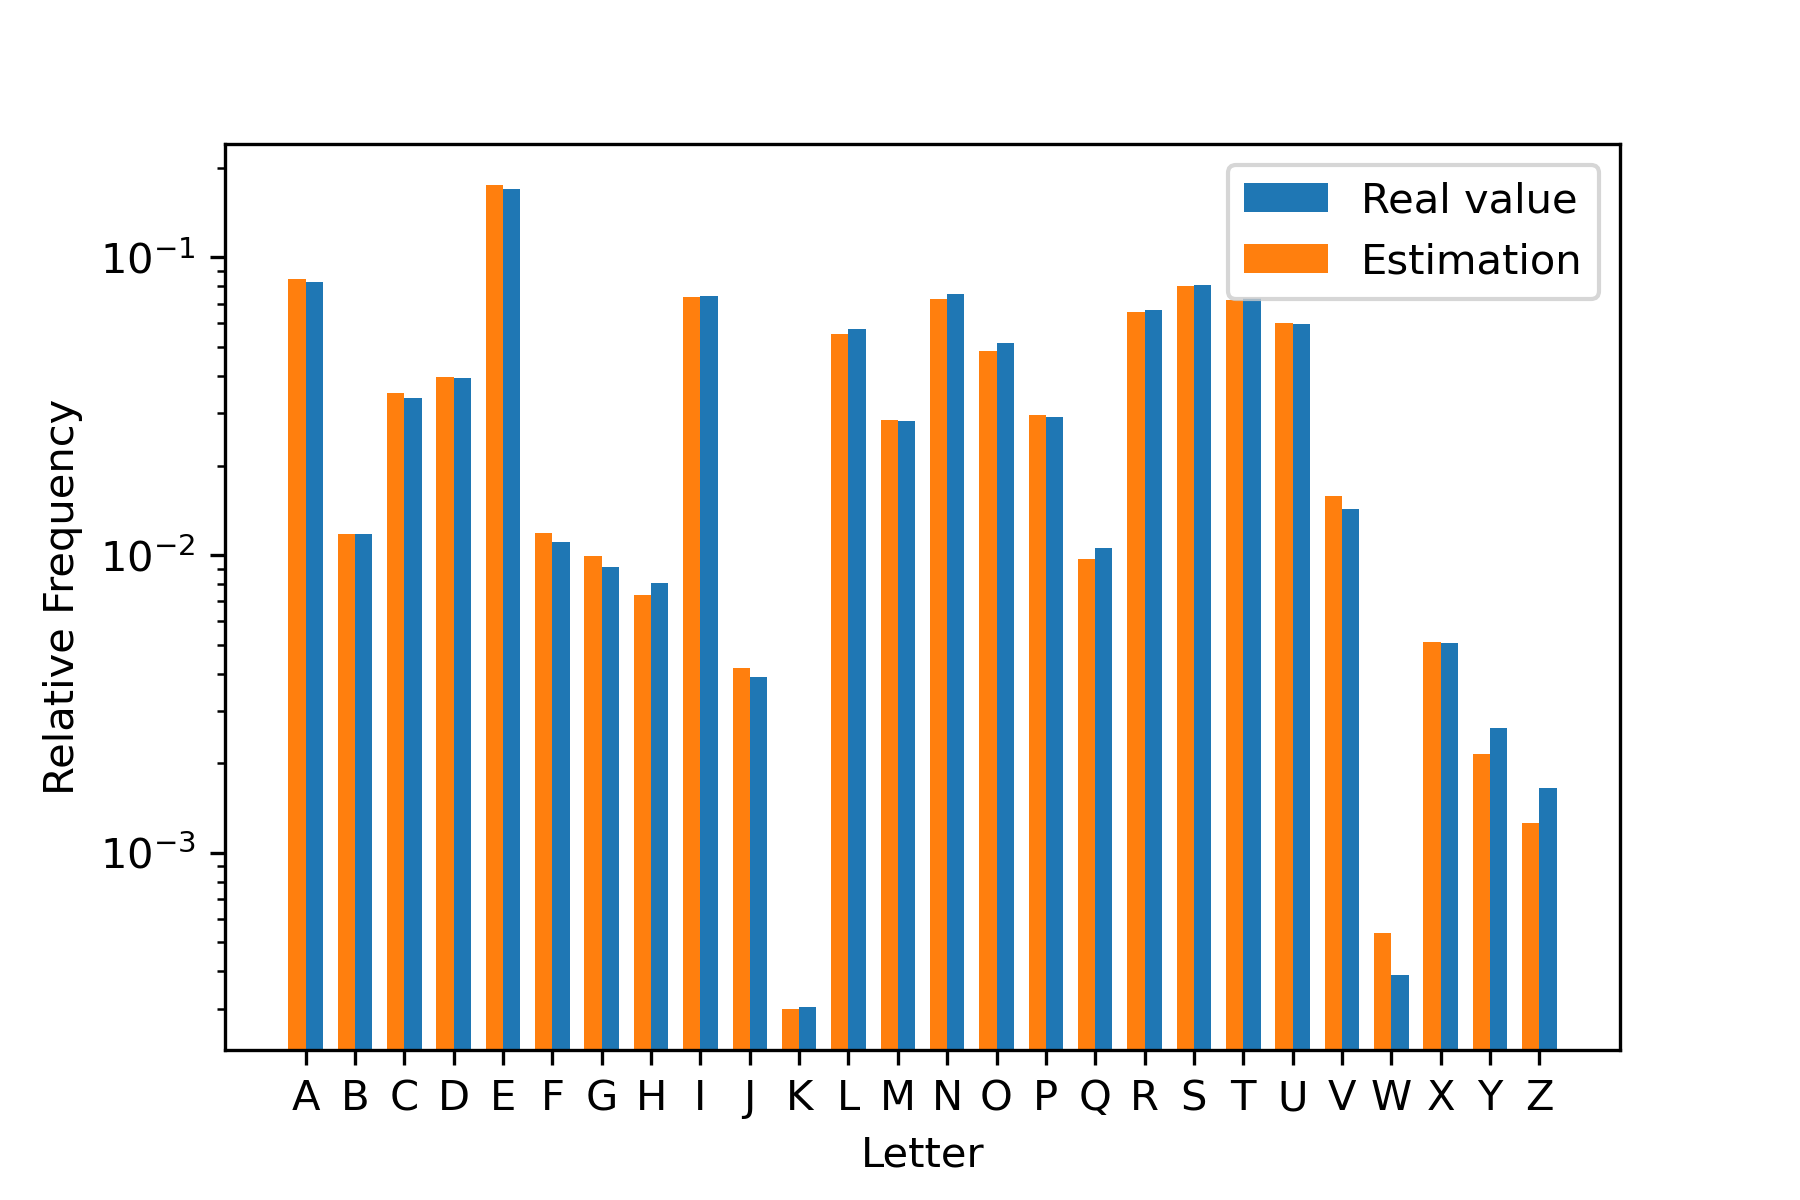 Real value
Estimation
10⁻¹
10⁻²
10⁻³
Relative Frequency
A B C D E F G H I J K L M N O P Q R S T U V W X Y Z
Letter